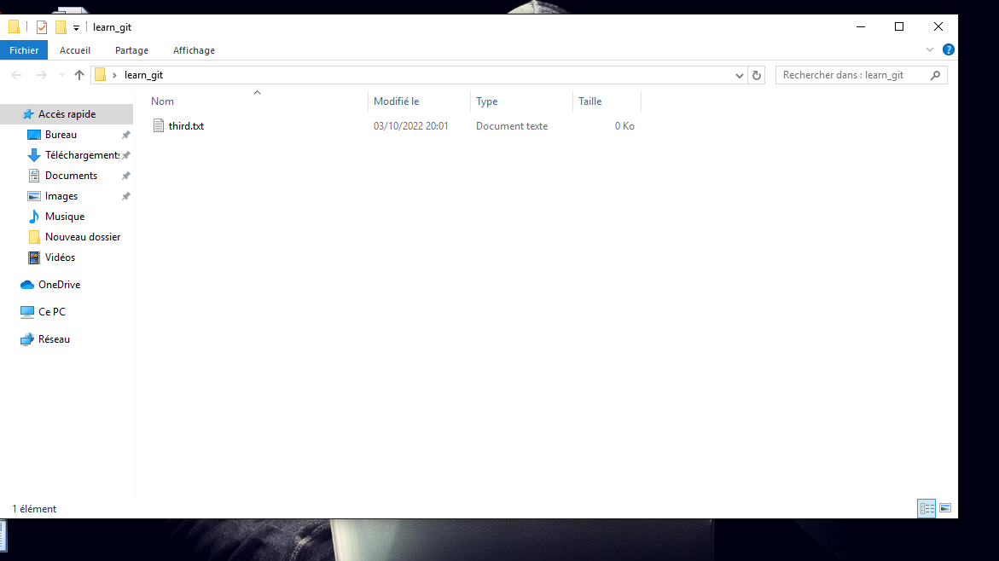 learn_git
Fichier Accueil Partage Affichage
learn_git Rechercher dans : learn_git
Nom Modifié le Type Taille
third.txt 03/10/2022 20:01 Document texte 0 Ko
Accès rapide
Bureau
Téléchargements
Documents
Images
Musique
Nouveau dossier
Vidéos
OneDrive
Ce PC
Réseau
1 élément